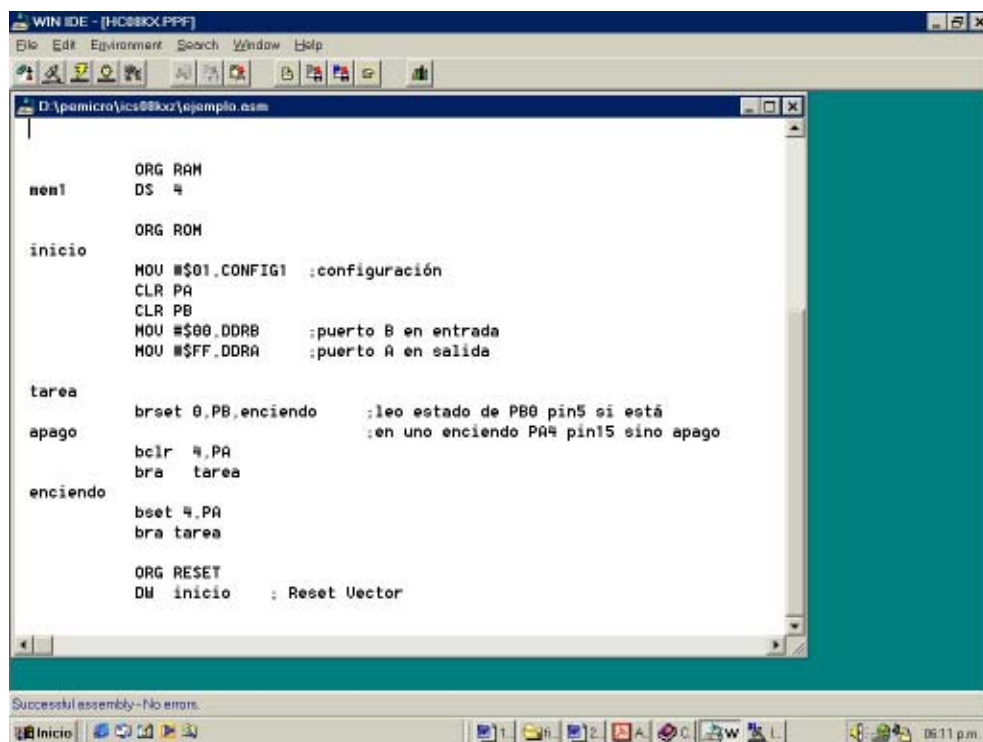 WIN IDE - [HC08KX.PPF]
File Edit Environment Search Window Help
D:\pemicro\ics08kxz\ejemplo.asm
ORG RAM
mem1 DS 4
ORG ROM
inicio
MOV #$01,CONFIG1 ;configuración
CLR PA
CLR PB
MOV #$00,DDRB ;puerto B en entrada
MOV #$FF,DDRA ;puerto A en salida
tarea
brset 0,PB,enciendo ;leo estado de PB0 pin5 si está
apago ;en uno enciendo PA4 pin15 sino apago
bclr 4,PA
bra tarea
enciendo
bset 4,PA
bra tarea
ORG RESET
DW inicio ; Reset Vector
Successful assembly - No errors.
Inicio 1... 6... 2... A... C... W L... 06:11 p.m.